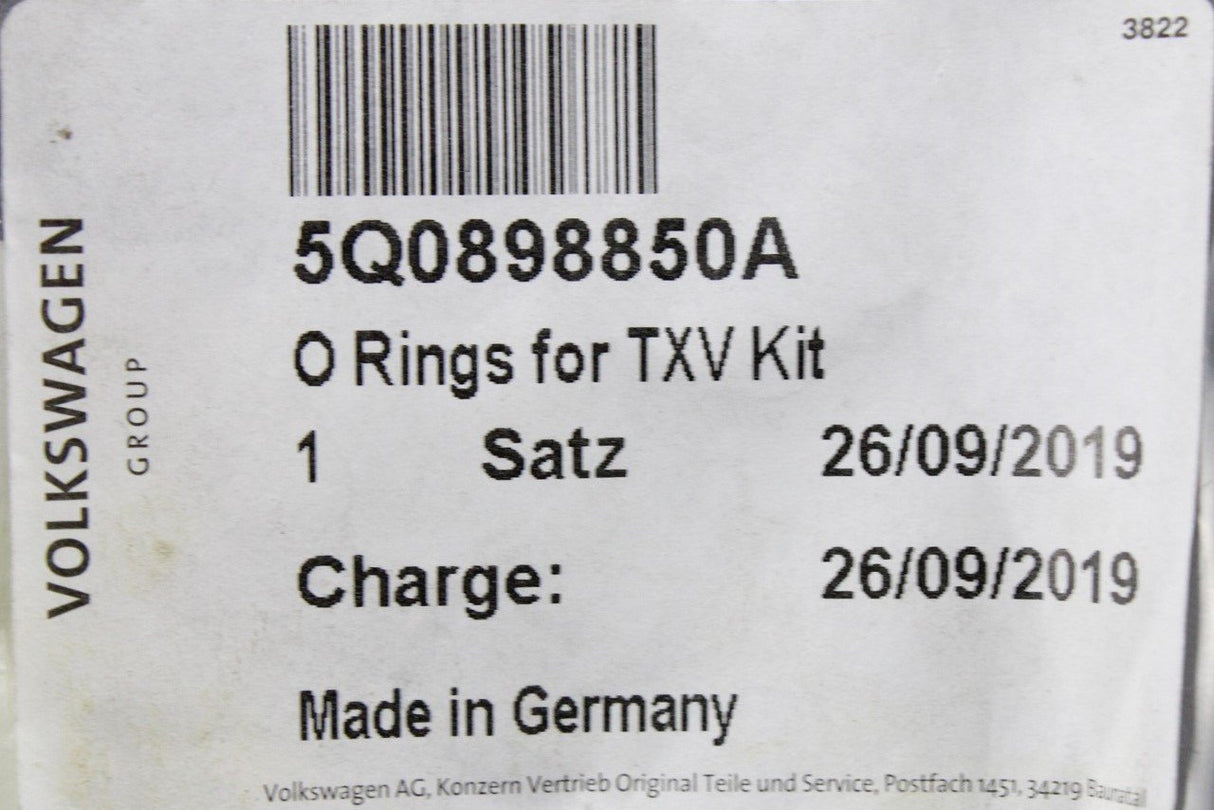 3822
5Q0898850A
O Rings for TXV Kit
1 Satz 26/09/2019
Charge: 26/09/2019
Made in Germany
Volkswagen AG, Konzern Vertrieb Original Teile und Service, Postfach 1451, 34219 Baunatal
VOLKSWAGEN
GROUP